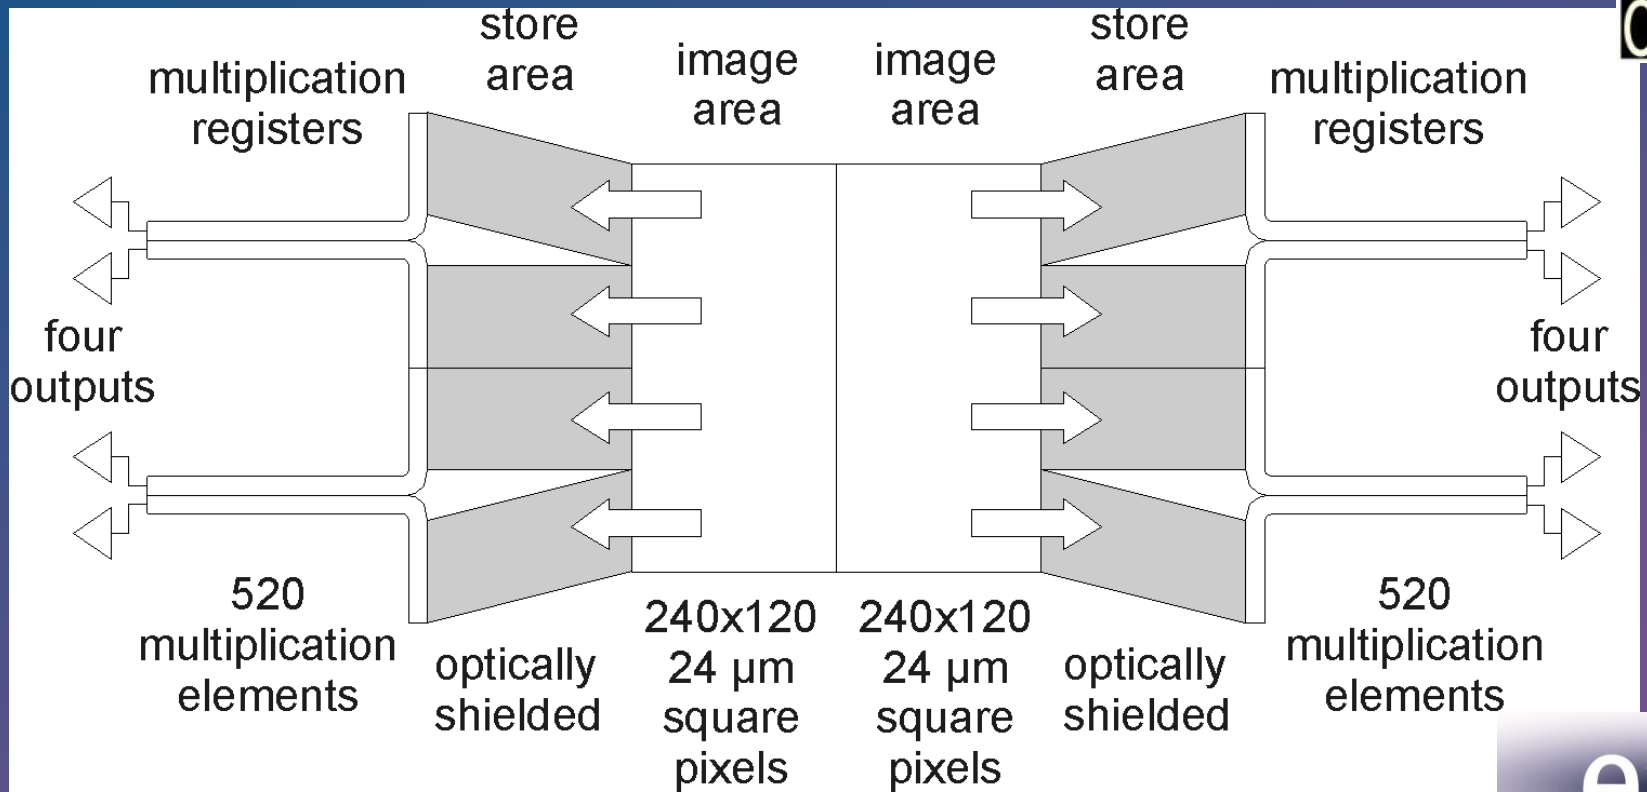 store
area
image
area
image
area
store
area
multiplication
registers
multiplication
registers
four
outputs
four
outputs
520
multiplication
elements
optically
shielded
240x120
24 µm
square
pixels
240x120
24 µm
square
pixels
optically
shielded
520
multiplication
elements
e